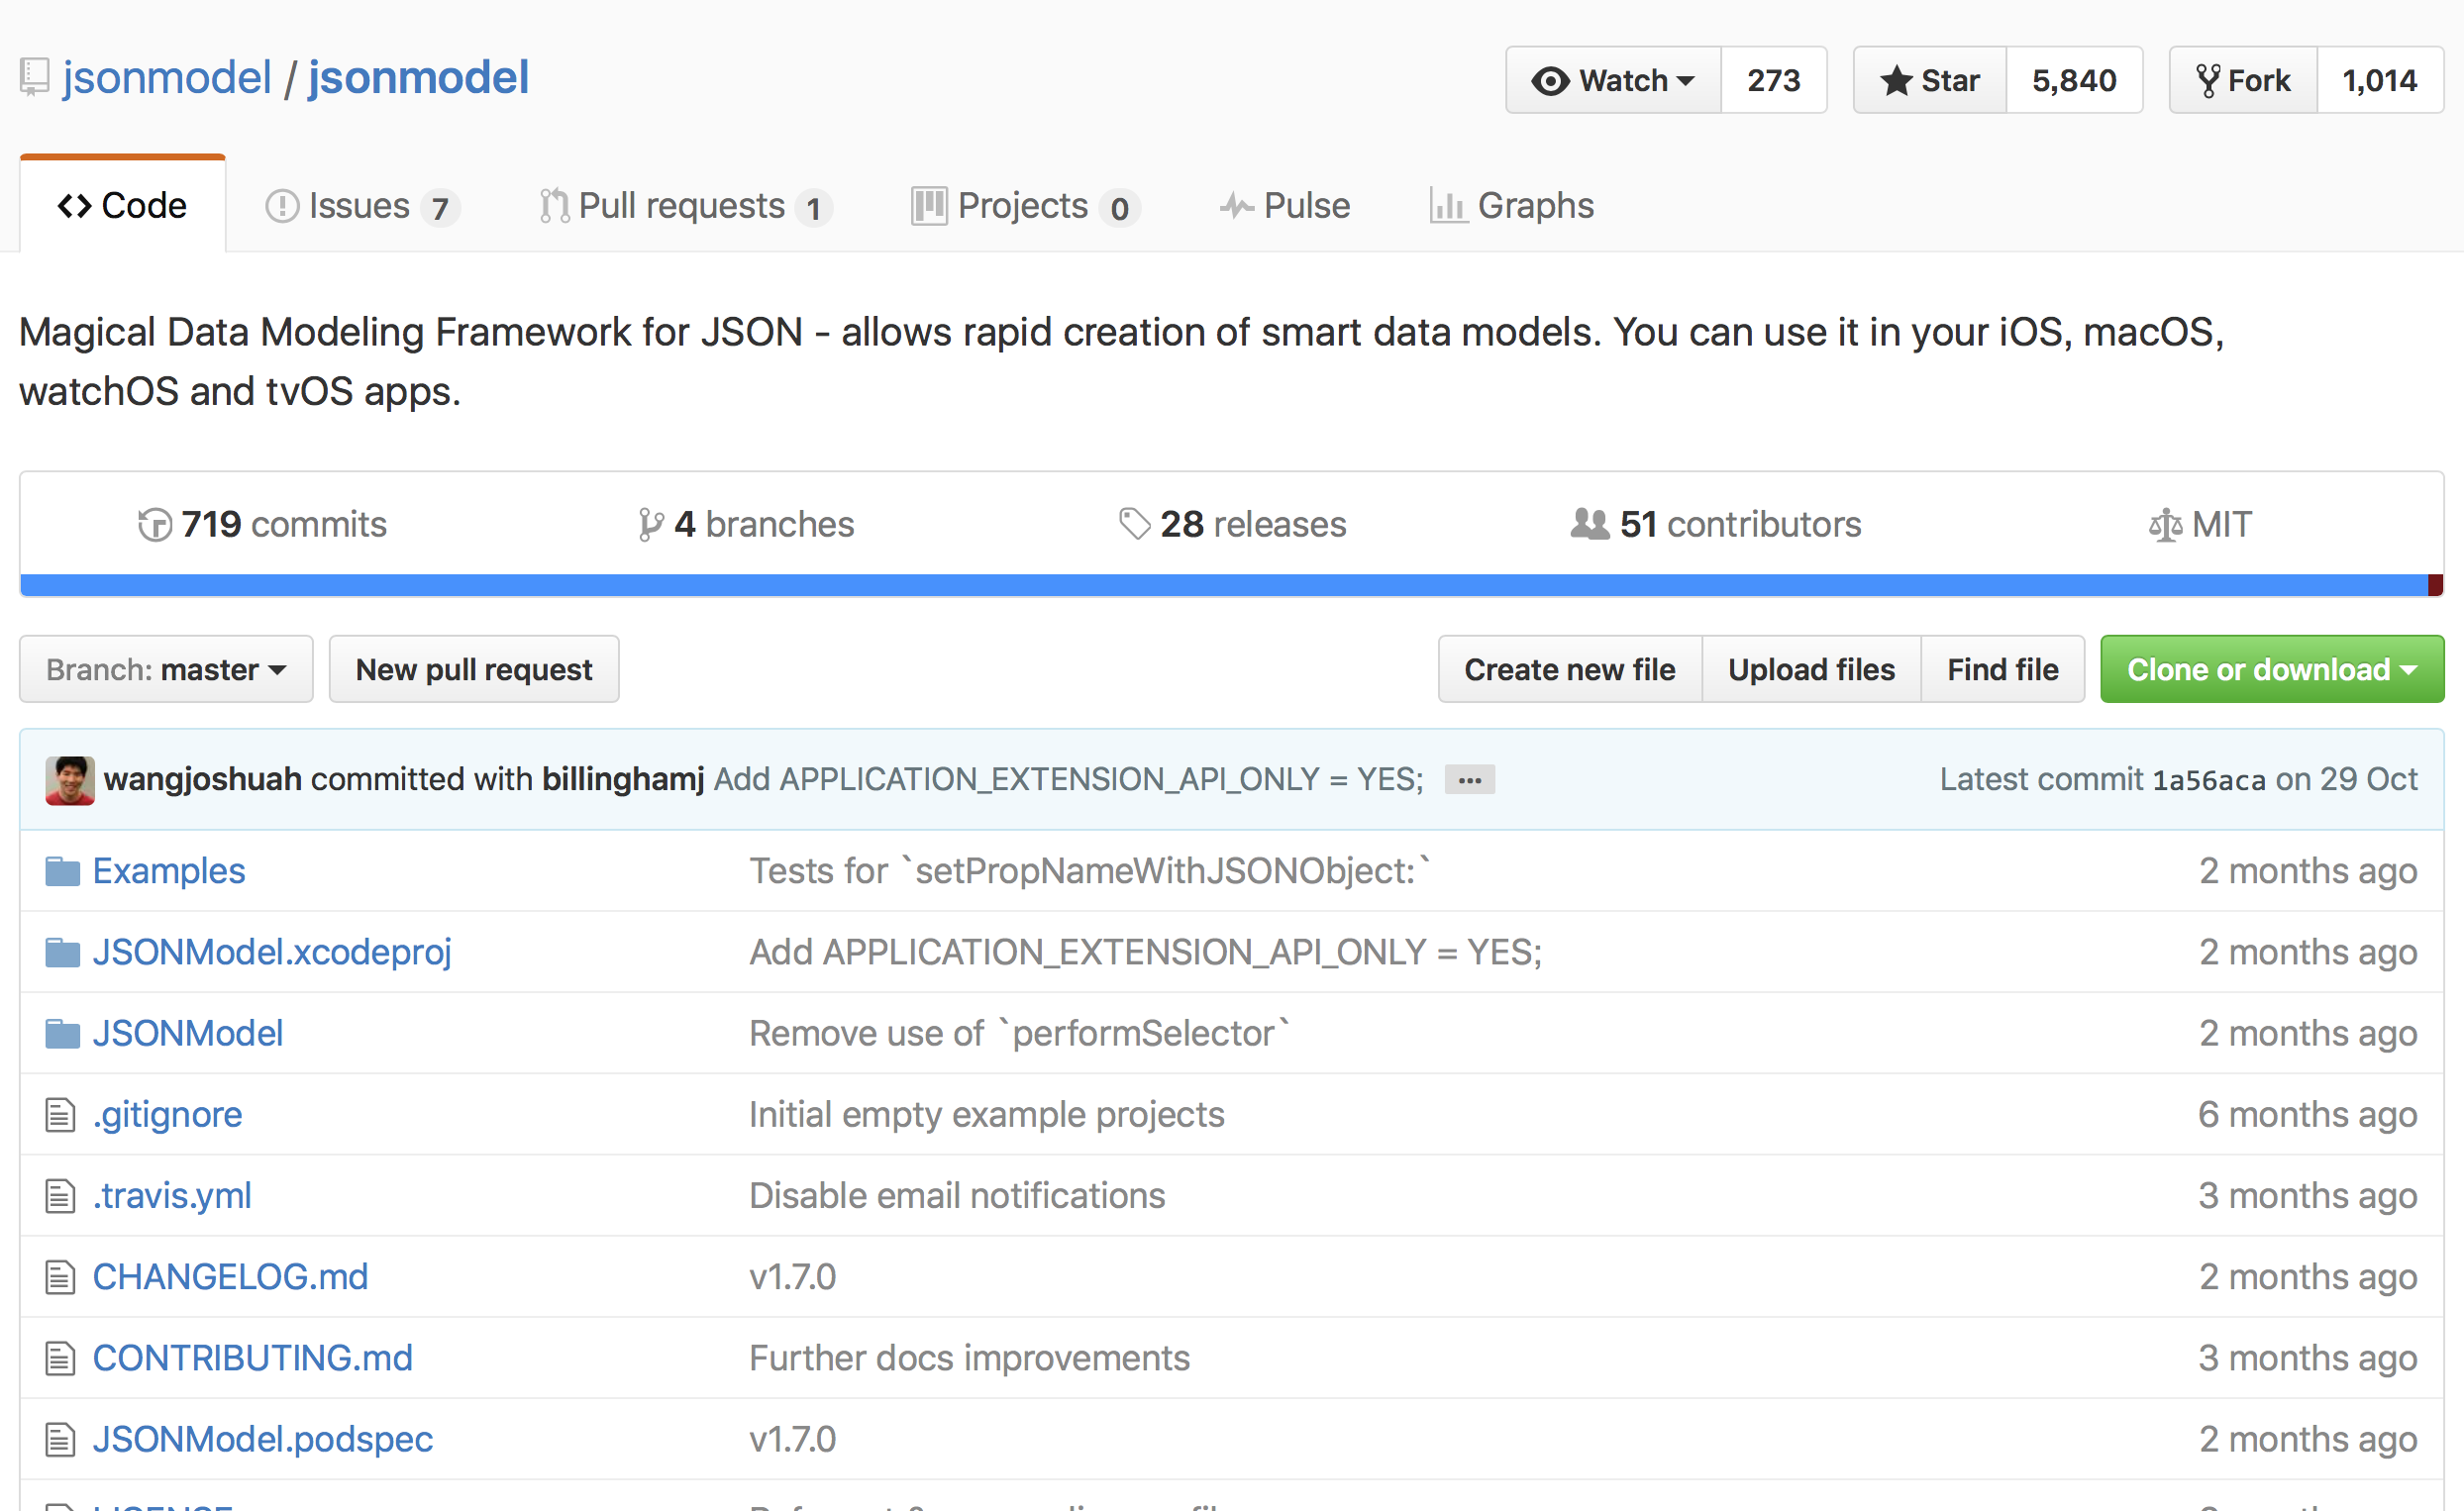 jsonmodel / jsonmodel
Watch 273 Star 5,840 Fork 1,014
Code Issues 7 Pull requests 1 Projects 0 Pulse Graphs
Magical Data Modeling Framework for JSON - allows rapid creation of smart data models. You can use it in your iOS, macOS,
watchOS and tvOS apps.
719 commits 4 branches 28 releases 51 contributors MIT
Branch: master New pull request Create new file Upload files Find file Clone or download
wangjoshuah committed with billinghamj Add APPLICATION_EXTENSION_API_ONLY = YES; ... Latest commit 1a56aca on 29 Oct
Examples Tests for `setPropNameWithJSONObject:` 2 months ago
JSONModel.xcodeproj Add APPLICATION_EXTENSION_API_ONLY = YES; 2 months ago
JSONModel Remove use of `performSelector` 2 months ago
.gitignore Initial empty example projects 6 months ago
.travis.yml Disable email notifications 3 months ago
CHANGELOG.md v1.7.0 2 months ago
CONTRIBUTING.md Further docs improvements 3 months ago
JSONModel.podspec v1.7.0 2 months ago